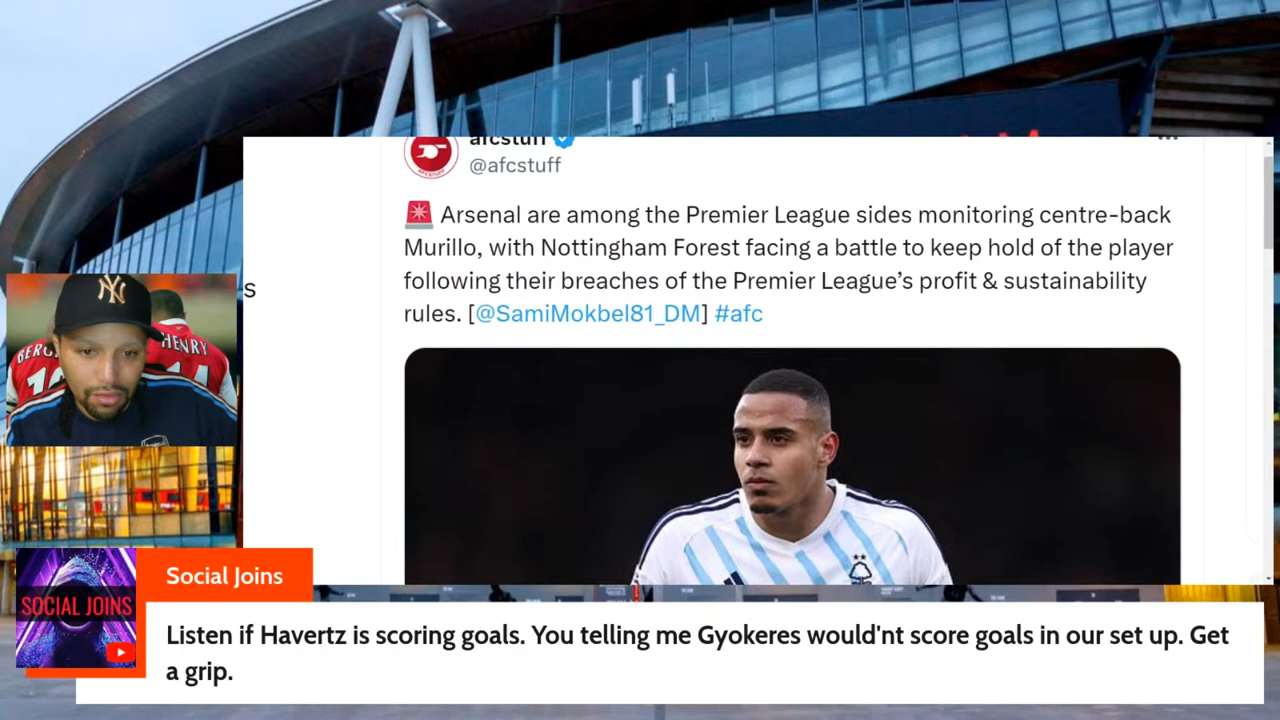 afcstuff
@afcstuff
Arsenal are among the Premier League sides monitoring centre-back
Murillo, with Nottingham Forest facing a battle to keep hold of the player
following their breaches of the Premier League’s profit & sustainability
rules. [@SamiMokbel81_DM] #afc
s
NY
HENRY
14
Social Joins
SOCIAL JOINS
Listen if Havertz is scoring goals. You telling me Gyokeres would'nt score goals in our set up. Get
a grip.